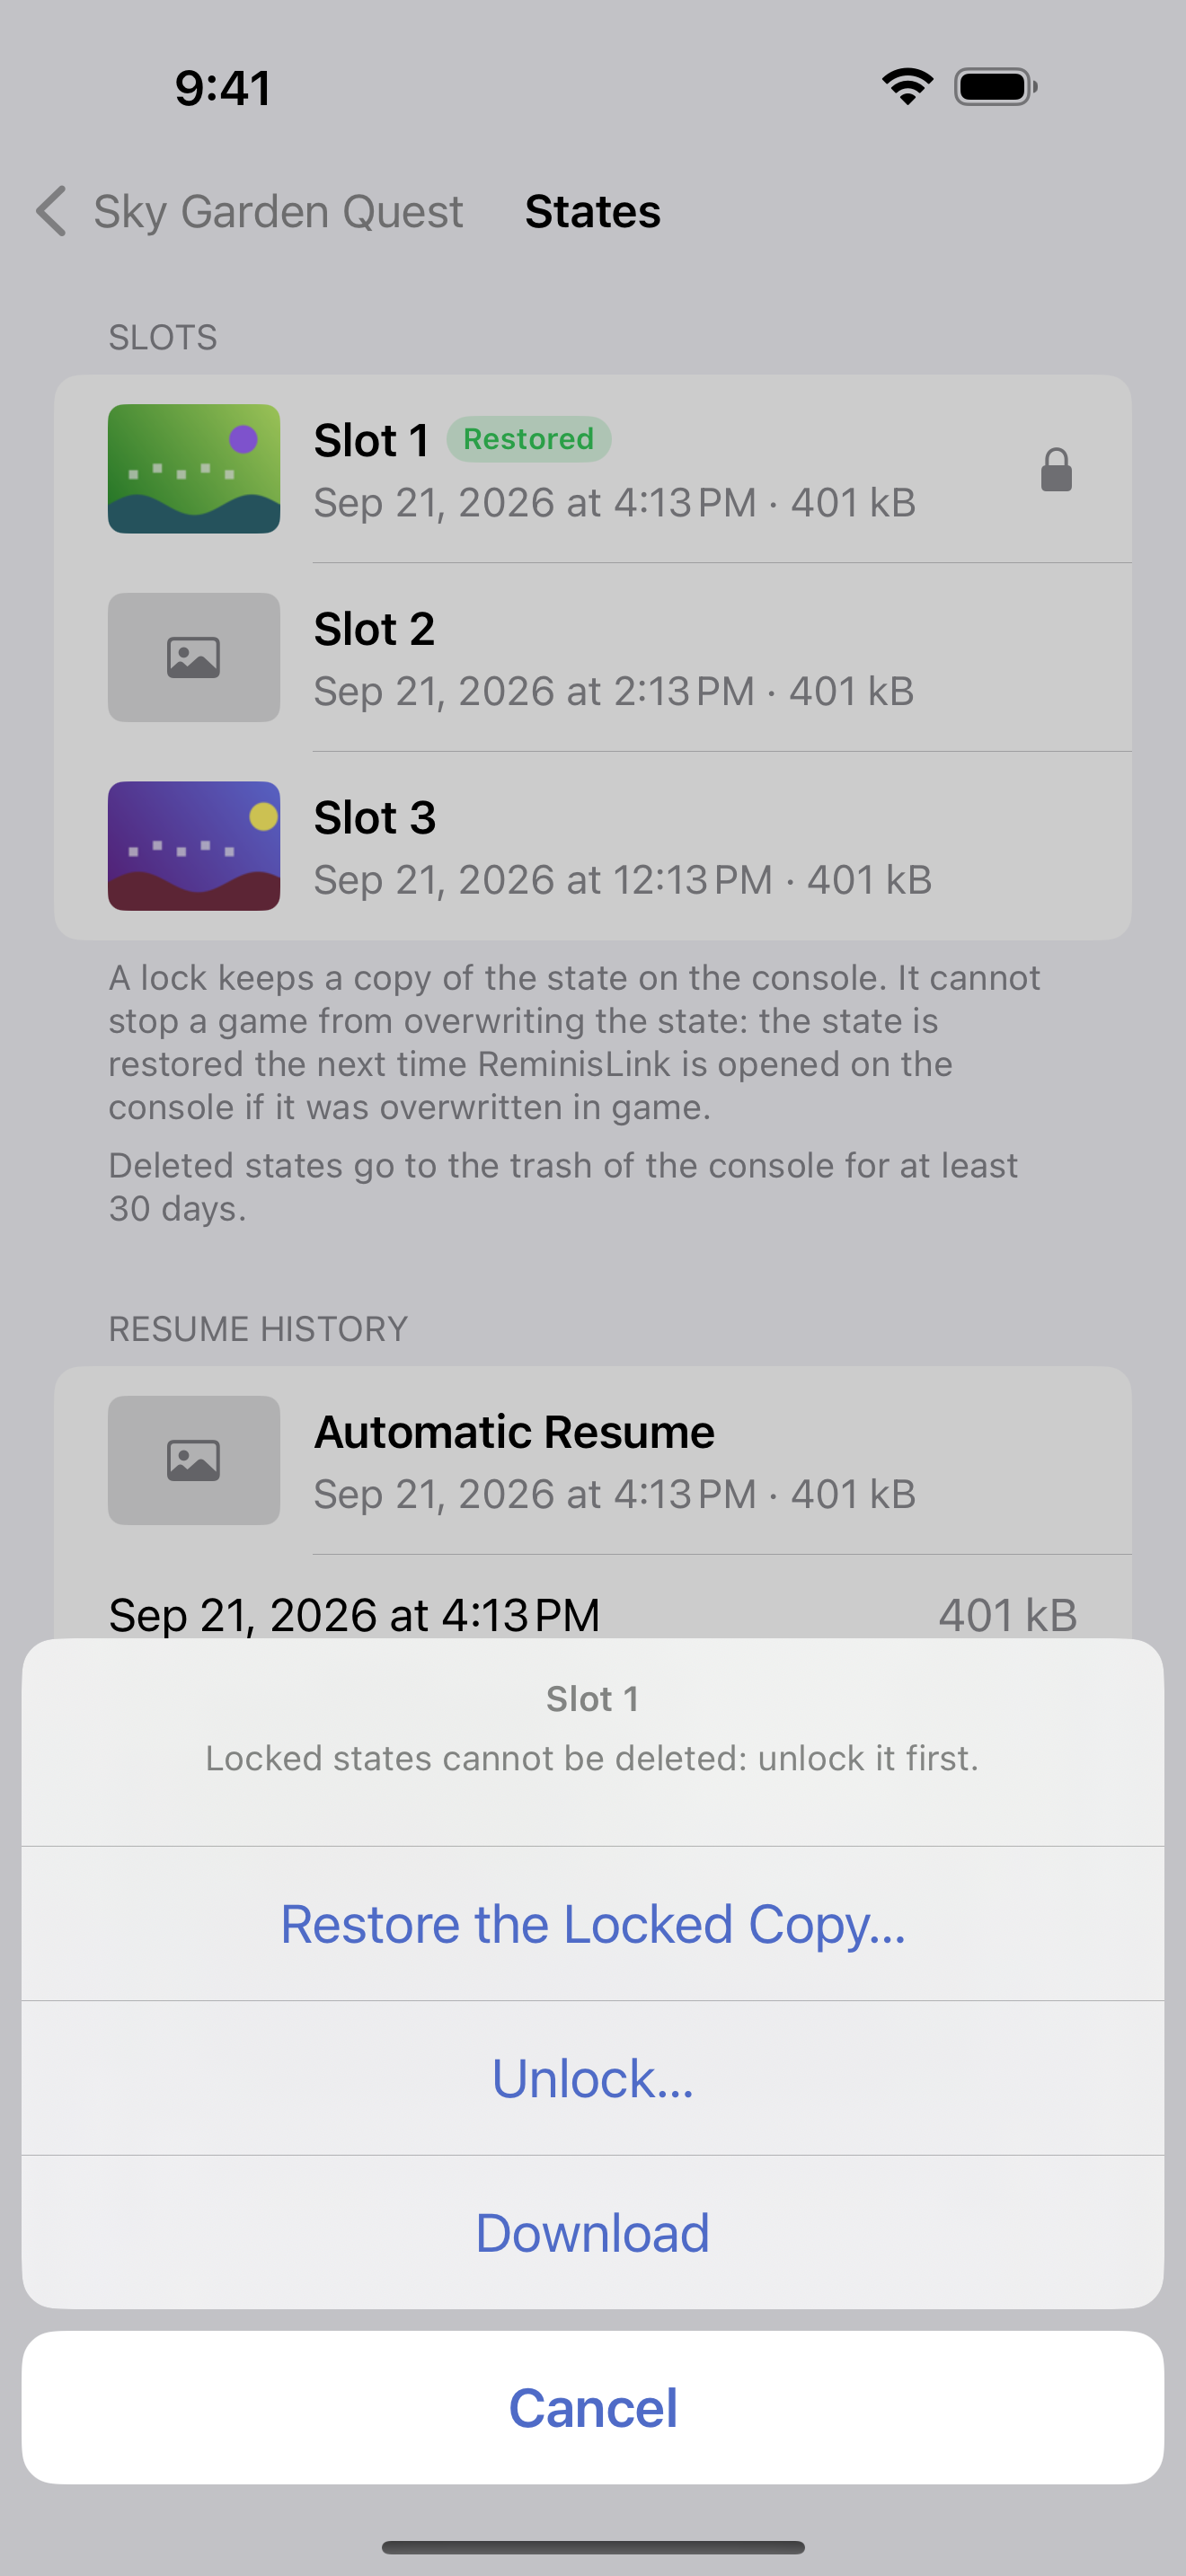 9:41
Sky Garden Quest
States
SLOTS
Slot 1 Restored
Sep 21, 2026 at 4:13 PM · 401 kB
Slot 2
Sep 21, 2026 at 2:13 PM · 401 kB
Slot 3
Sep 21, 2026 at 12:13 PM · 401 kB
A lock keeps a copy of the state on the console. It cannot
stop a game from overwriting the state: the state is
restored the next time ReminisLink is opened on the
console if it was overwritten in game.
Deleted states go to the trash of the console for at least
30 days.
RESUME HISTORY
Automatic Resume
Sep 21, 2026 at 4:13 PM · 401 kB
Sep 21, 2026 at 4:13 PM 401 kB
Slot 1
Locked states cannot be deleted: unlock it first.
Restore the Locked Copy...
Unlock...
Download
Cancel